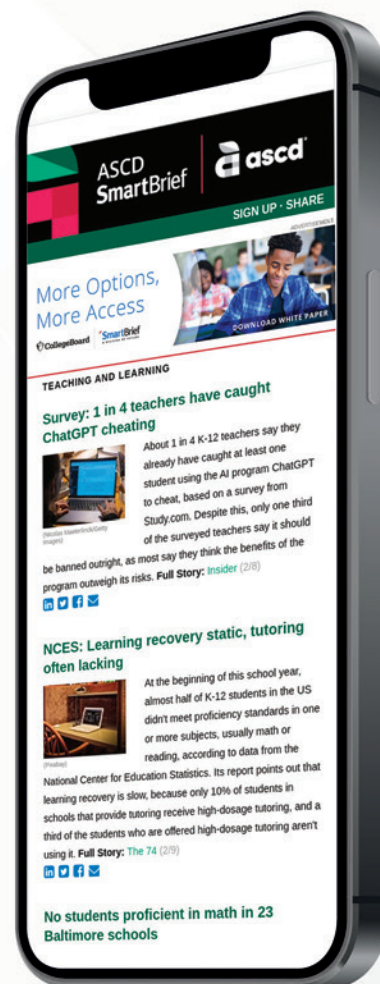 ASCD
SmartBrief
ascd
SIGN UP · SHARE
ADVERTISEMENT
More Options,
More Access
CollegeBoard
SmartBrief
DOWNLOAD WHITE PAPER
TEACHING AND LEARNING
Survey: 1 in 4 teachers have caught
ChatGPT cheating
About 1 in 4 K-12 teachers say they
already have caught at least one
student using the AI program ChatGPT
to cheat, based on a survey from
Study.com. Despite this, only one third
of the surveyed teachers say it should
be banned outright, as most say they think the benefits of the
program outweigh its risks. Full Story: Insider (2/8)
NCES: Learning recovery static, tutoring
often lacking
At the beginning of this school year,
almost half of K-12 students in the US
didn't meet proficiency standards in one
or more subjects, usually math or
(Pixabay)
reading, according to data from the
National Center for Education Statistics. Its report points out that
learning recovery is slow, because only 10% of students in
schools that provide tutoring receive high-dosage tutoring, and a
third of the students who are offered high-dosage tutoring aren't
using it. Full Story: The 74 (2/9)
No students proficient in math in 23
Baltimore schools